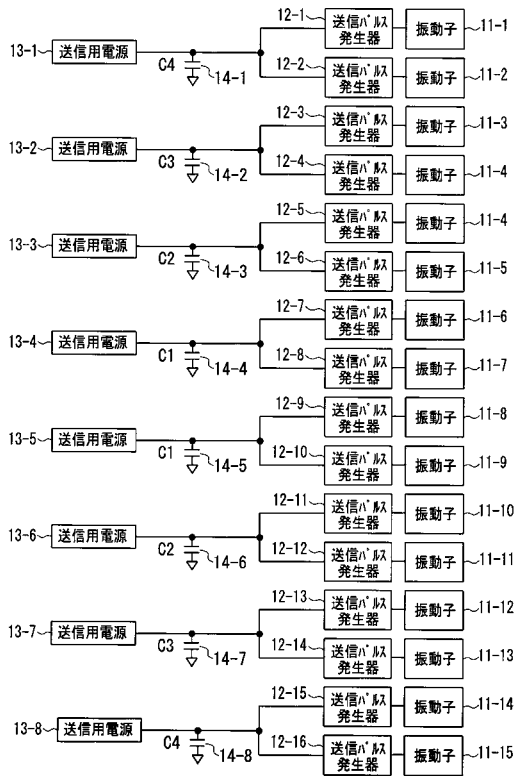 12-1
送信パルス
発生器
振動子
11-1
13-1
送信用電源
C4
14-1
12-2
送信パルス
発生器
振動子
11-2
12-3
送信パルス
発生器
振動子
11-3
13-2
送信用電源
C3
14-2
12-4
送信パルス
発生器
振動子
11-4
12-5
送信パルス
発生器
振動子
11-4
13-3
送信用電源
C2
14-3
12-6
送信パルス
発生器
振動子
11-5
12-7
送信パルス
発生器
振動子
11-6
13-4
送信用電源
C1
14-4
12-8
送信パルス
発生器
振動子
11-7
12-9
送信パルス
発生器
振動子
11-8
13-5
送信用電源
C1
14-5
12-10
送信パルス
発生器
振動子
11-9
12-11
送信パルス
発生器
振動子
11-10
13-6
送信用電源
C2
14-6
12-12
送信パルス
発生器
振動子
11-11
12-13
送信パルス
発生器
振動子
11-12
13-7
送信用電源
C3
14-7
12-14
送信パルス
発生器
振動子
11-13
12-15
送信パルス
発生器
振動子
11-14
13-8
送信用電源
C4
14-8
12-16
送信パルス
発生器
振動子
11-15